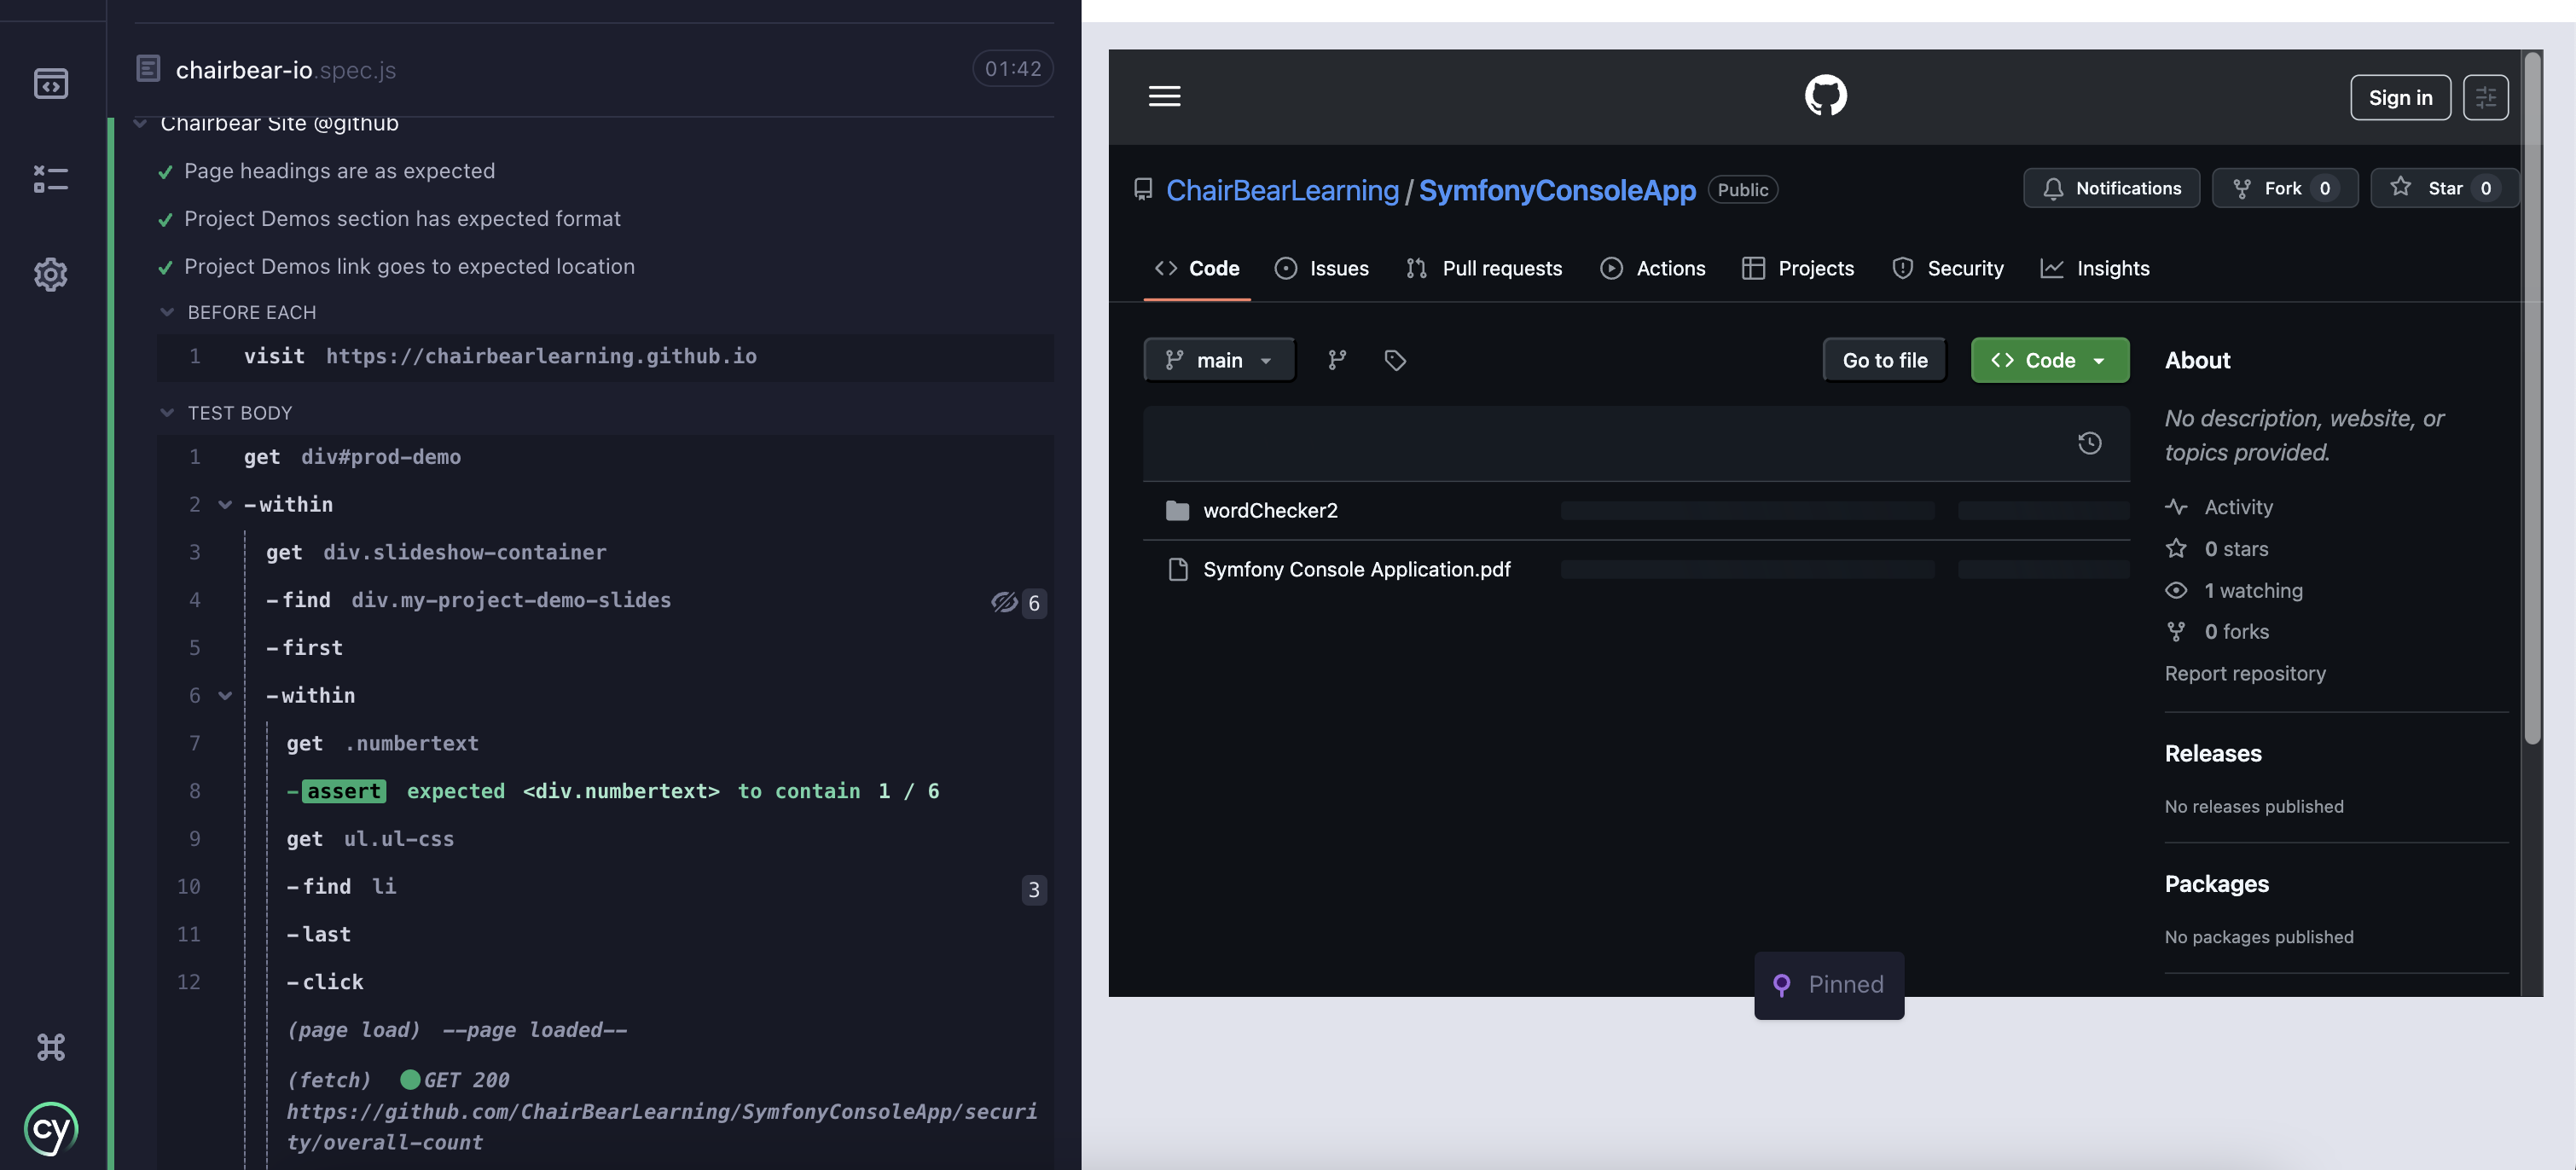 chairbear-io.spec.js 01:42
Chairbear Site @github
Page headings are as expected
Project Demos section has expected format
Project Demos link goes to expected location
BEFORE EACH
1 visit https://chairbearlearning.github.io
TEST BODY
1 get div#prod-demo
2 -within
3 get div.slideshow-container
4 -find div.my-project-demo-slides 6
5 -first
6 -within
7 get .numbertext
8 -assert expected <div.numbertext> to contain 1 / 6
9 get ul.ul-css
10 -find li 3
11 -last
12 -click
(page load) --page loaded--
(fetch) GET 200
https://github.com/ChairBearLearning/SymfonyConsoleApp/securi
ty/overall-count
cy
Sign in
ChairBearLearning/SymfonyConsoleApp Public
Notifications Fork 0 Star 0
Code Issues Pull requests Actions Projects Security Insights
main Go to file Code
wordChecker2
Symfony Console Application.pdf
About
No description, website, or
topics provided.
Activity
0 stars
1 watching
0 forks
Report repository
Releases
No releases published
Packages
No packages published
Pinned